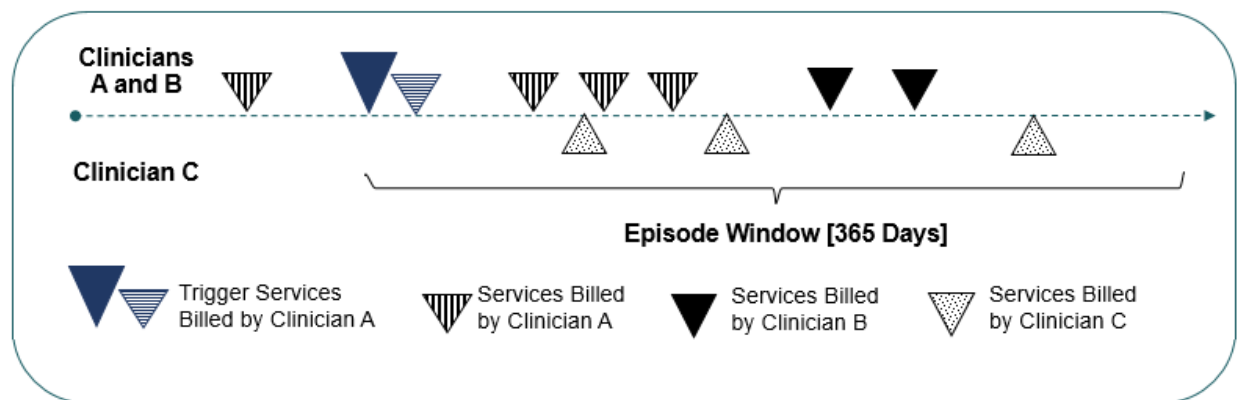 Clinicians
A and B
Clinician C
Episode Window [365 Days]
Trigger Services
Billed by Clinician A
Services Billed
by Clinician A
Services Billed
by Clinician B
Services Billed
by Clinician C